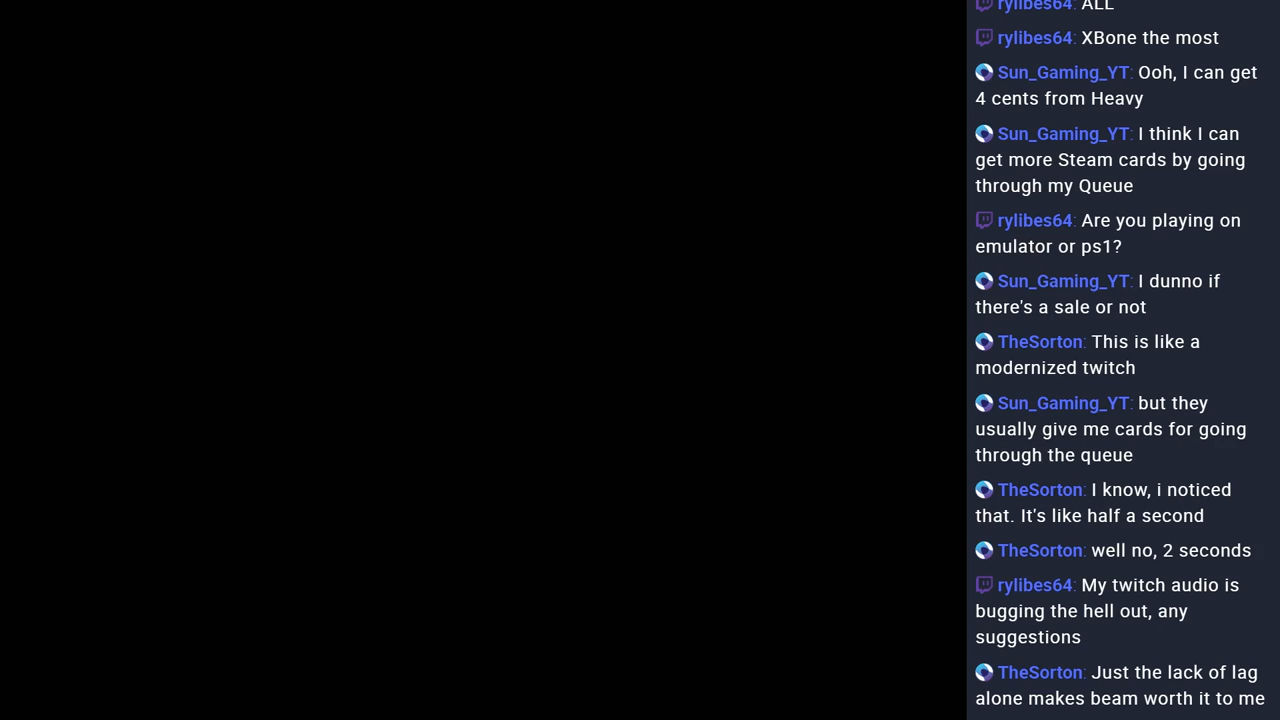 rylibes64: ALL
rylibes64: XBone the most
Sun_Gaming_YT: Ooh, I can get
4 cents from Heavy
Sun_Gaming_YT: I think I can
get more Steam cards by going
through my Queue
rylibes64: Are you playing on
emulator or ps1?
Sun_Gaming_YT: I dunno if
there's a sale or not
TheSorton: This is like a
modernized twitch
Sun_Gaming_YT: but they
usually give me cards for going
through the queue
TheSorton: I know, i noticed
that. It's like half a second
TheSorton: well no, 2 seconds
rylibes64: My twitch audio is
bugging the hell out, any
suggestions
TheSorton: Just the lack of lag
alone makes beam worth it to me